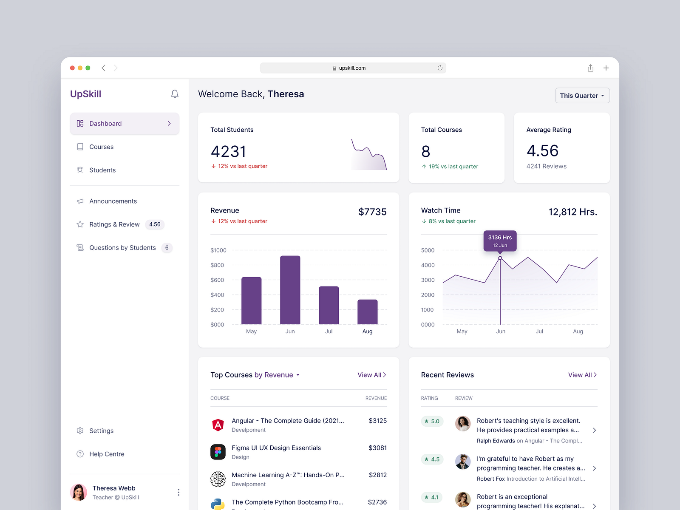 upskill.com
UpSkill
Welcome Back, Theresa
This Quarter
Dashboard
Courses
Students
Announcements
Ratings & Review 4.56
Questions by Students 6
Settings
Help Centre
Theresa Webb
Teacher @ UpSkill
Total Students
4231
12% vs last quarter
Total Courses
8
19% vs last quarter
Average Rating
4.56
4241 Reviews
Revenue
$7735
12% vs last quarter
$1000
$800
$600
$400
$200
$000
May Jun Jul Aug
Watch Time
12,812 Hrs.
8% vs last quarter
3136 Hrs
12 Jun
5000
4000
3000
2000
1000
0000
May Jun Jul Aug
Top Courses by Revenue
View All
COURSE REVENUE
Angular - The Complete Guide (2021... $3125
Development
Figma UI UX Design Essentials $3081
Design
Machine Learning A-Z™: Hands-On P... $2812
Development
The Complete Python Bootcamp Fro... $2736
Recent Reviews
View All
RATING REVIEW
5.0
Robert's teaching style is excellent.
He provides practical examples a...
Ralph Edwards on Angular - The Compl...
4.5
I'm grateful to have Robert as my
programming teacher. He creates a...
Robert Fox Introduction to Artificial Intell...
4.1
Robert is an exceptional
programming teacher! His explanat...